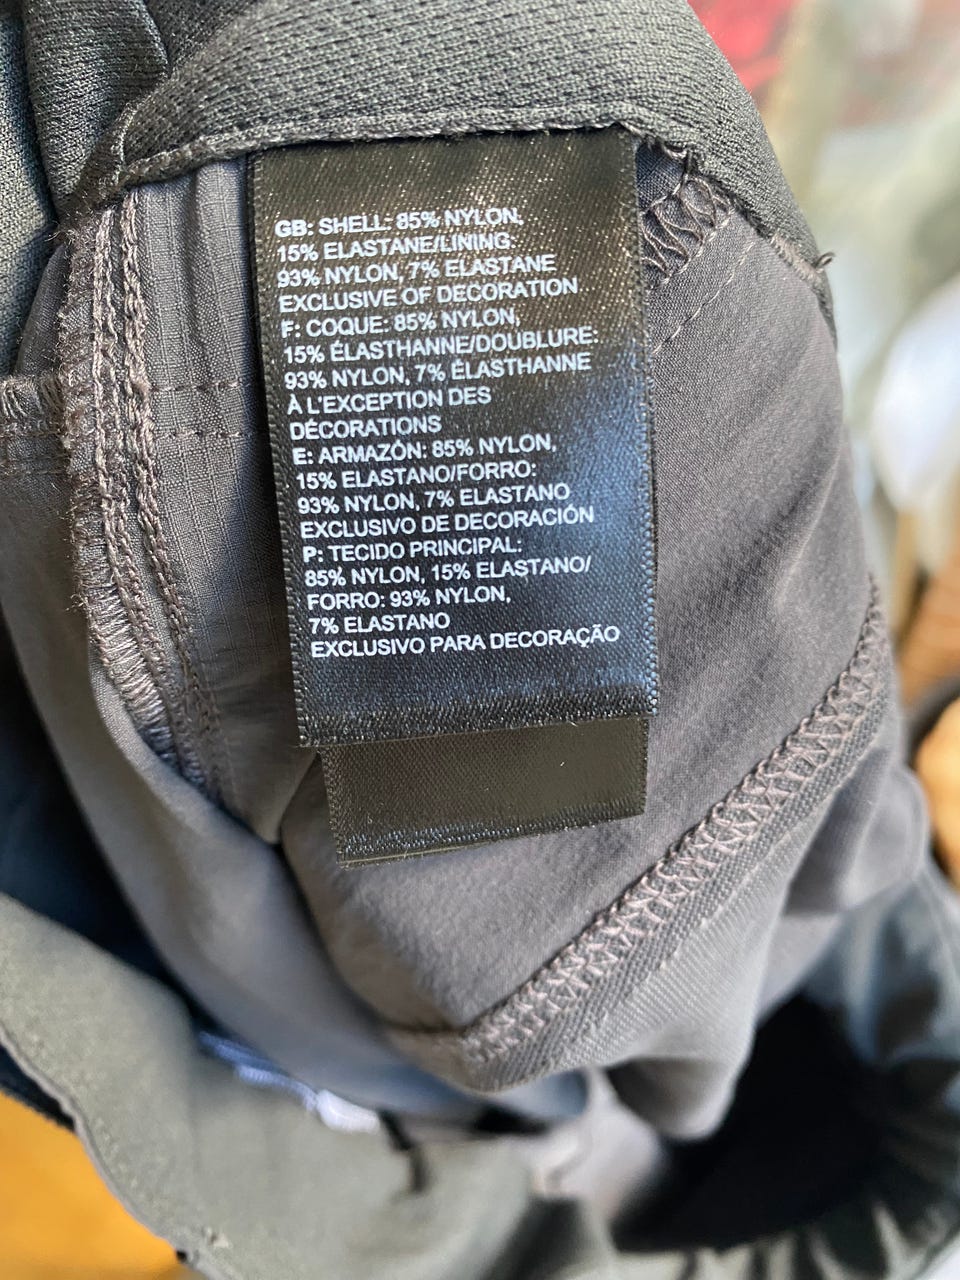 GB: SHELL: 85% NYLON,
15% ELASTANE/LINING:
93% NYLON, 7% ELASTANE
EXCLUSIVE OF DECORATION
F: COQUE: 85% NYLON,
15% ÉLASTHANNE/DOUBLURE:
93% NYLON, 7% ÉLASTHANNE
À L'EXCEPTION DES
DÉCORATIONS
E: ARMAZÓN: 85% NYLON,
15% ELASTANO/FORRO:
93% NYLON, 7% ELASTANO
EXCLUSIVO DE DECORACIÓN
P: TECIDO PRINCIPAL:
85% NYLON, 15% ELASTANO/
FORRO: 93% NYLON,
7% ELASTANO
EXCLUSIVO PARA DECORAÇÃO